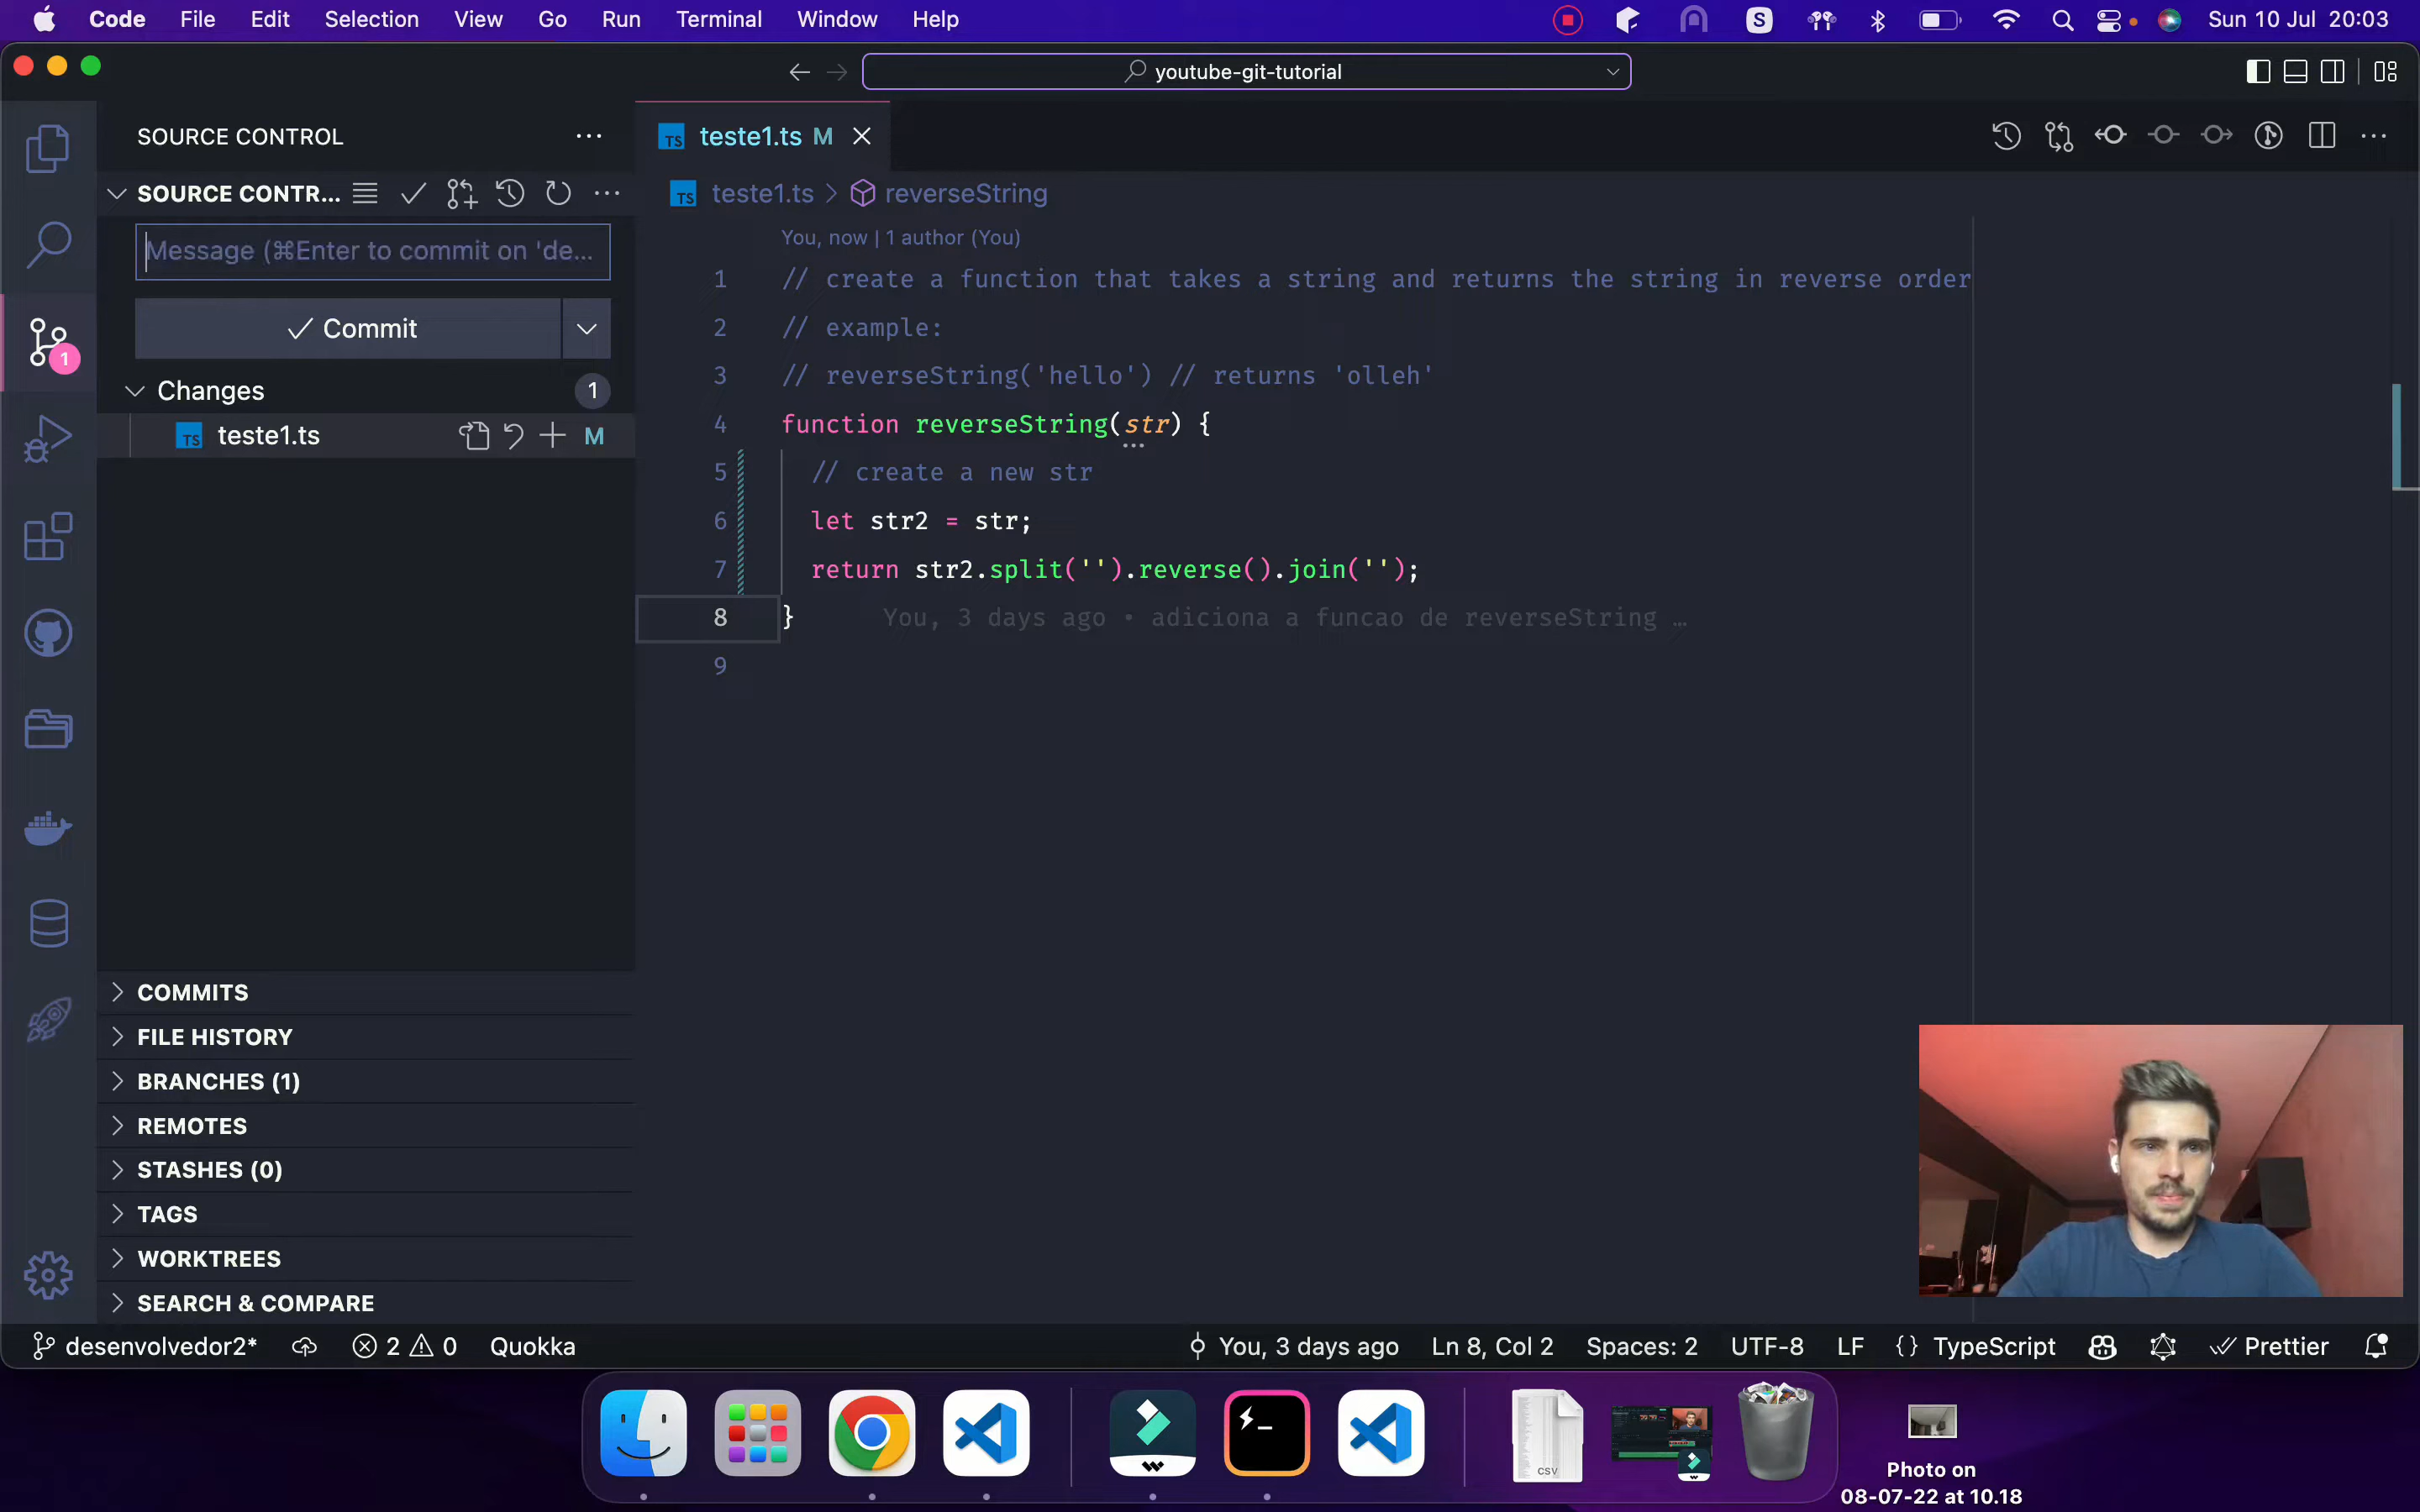 Code File Edit Selection View Go Run Terminal Window Help S Sun 10 Jul 20:03
youtube-git-tutorial
SOURCE CONTROL ...
TS teste1.ts M
SOURCE CONTR... ...
TS teste1.ts > reverseString
Message (⌘Enter to commit on 'de...
You, now | 1 author (You)
1 // create a function that takes a string and returns the string in reverse order
Commit
2 // example:
3 // reverseString('hello') // returns 'olleh'
Changes 1
4 function reverseString(str) {
TS teste1.ts M
5 // create a new str
6 let str2 = str;
7 return str2.split('').reverse().join('');
8 } You, 3 days ago • adiciona a funcao de reverseString …
9
1
COMMITS
FILE HISTORY
BRANCHES (1)
REMOTES
STASHES (0)
TAGS
WORKTREES
SEARCH & COMPARE
desenvolvedor2* 2 0 Quokka You, 3 days ago Ln 8, Col 2 Spaces: 2 UTF-8 LF {} TypeScript Prettier
CSV
Photo on
08-07-22 at 10.18